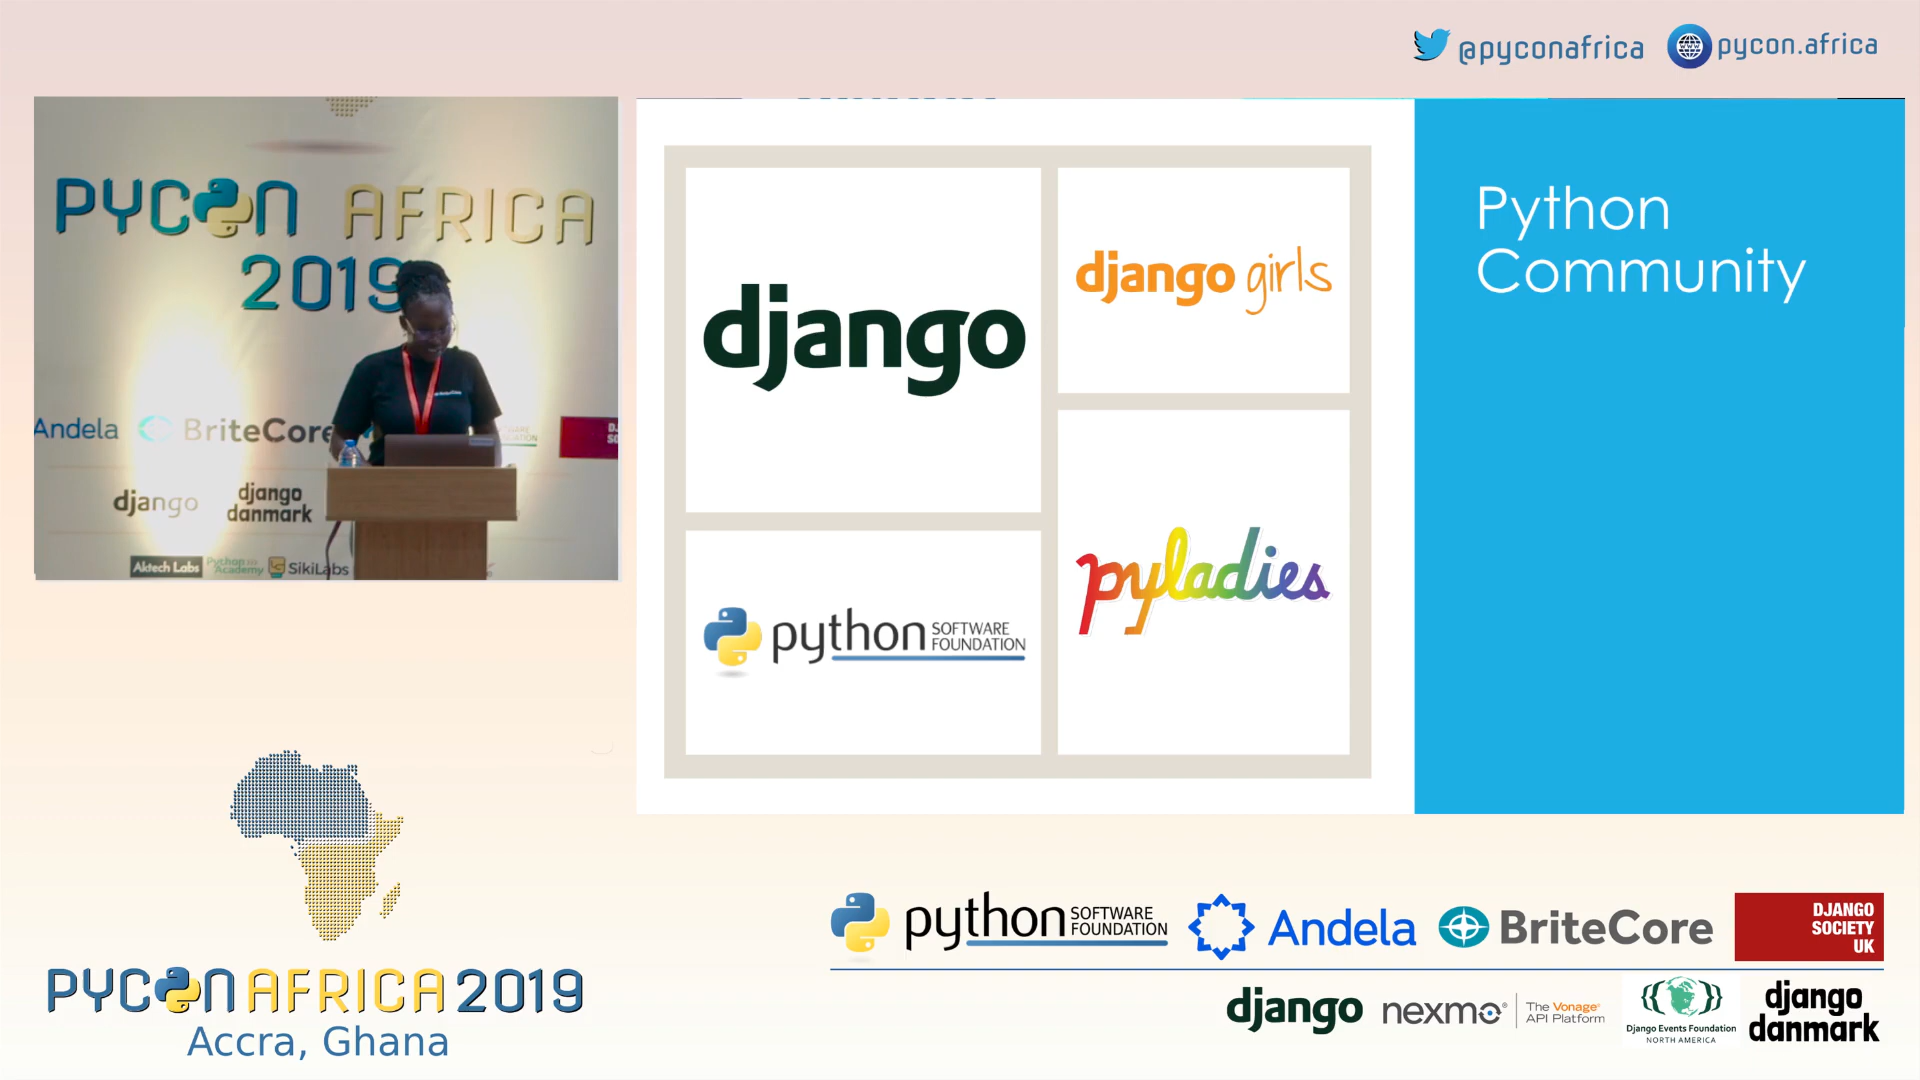 @pyconafrica
pycon.africa
PYCON AFRICA
2019
Andela
BriteCore
django
django
danmark
Aktech Labs
Python
Academy
SikiLabs
django
django girls
python SOFTWARE
FOUNDATION
pyladies
Python
Community
PYCON AFRICA 2019
Accra, Ghana
python SOFTWARE
FOUNDATION
Andela
BriteCore
DJANGO
SOCIETY
UK
django
nexmo®
The Vonage®
API Platform
Django Events Foundation
NORTH AMERICA
django
danmark